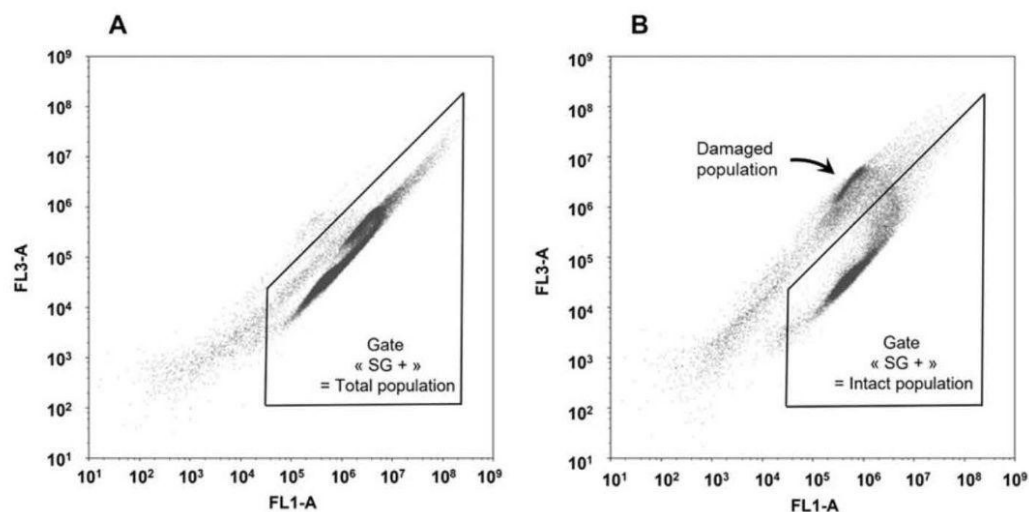 A
10⁹
10⁸
10⁷
10⁶
10⁵
10⁴
10³
10²
10¹
FL3-A
Gate
« SG + »
= Total population
10¹ 10² 10³ 10⁴ 10⁵ 10⁶ 10⁷ 10⁸ 10⁹
FL1-A
B
10⁹
10⁸
10⁷
10⁶
10⁵
10⁴
10³
10²
10¹
FL3-A
Damaged
population
Gate
« SG + »
= Intact population
10¹ 10² 10³ 10⁴ 10⁵ 10⁶ 10⁷ 10⁸ 10⁹
FL1-A